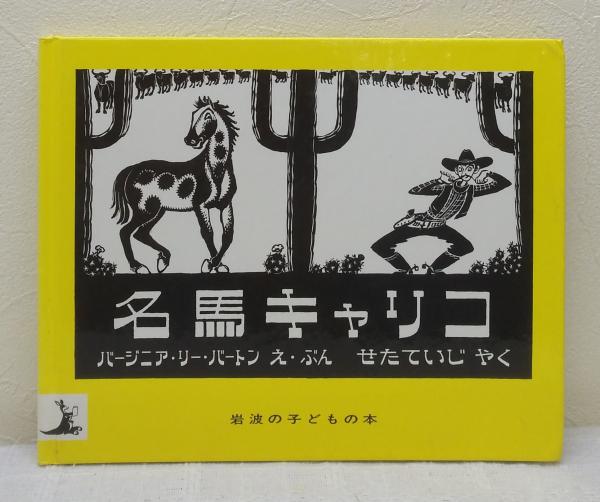 名馬キャリコ
バージニア・リー・バートン え・ぶん せたていじ やく
岩波の子どもの本